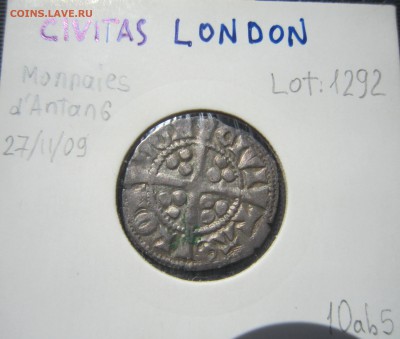 COINS.LAVE.RU
CIVITAS LONDON
Monnaies
d'Antan6
27/11/09
Lot: 1292
10ab5